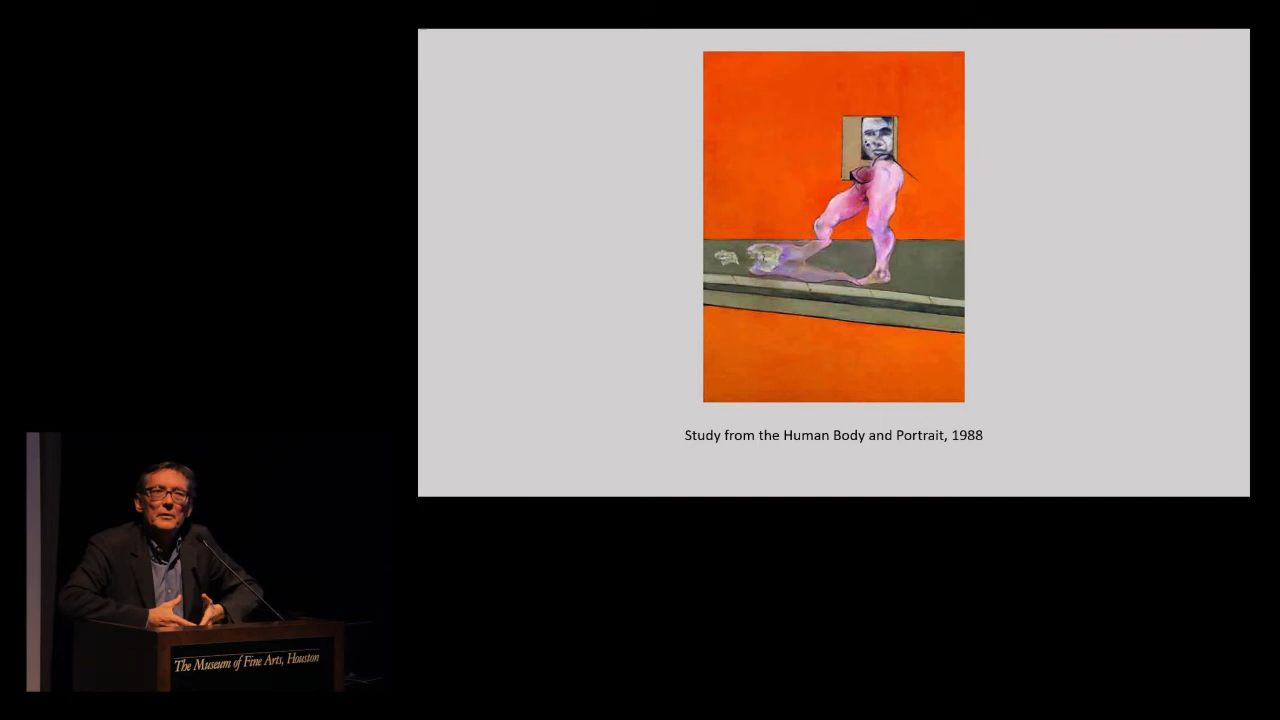 Study from the Human Body and Portrait, 1988
The Museum of Fine Arts, Houston